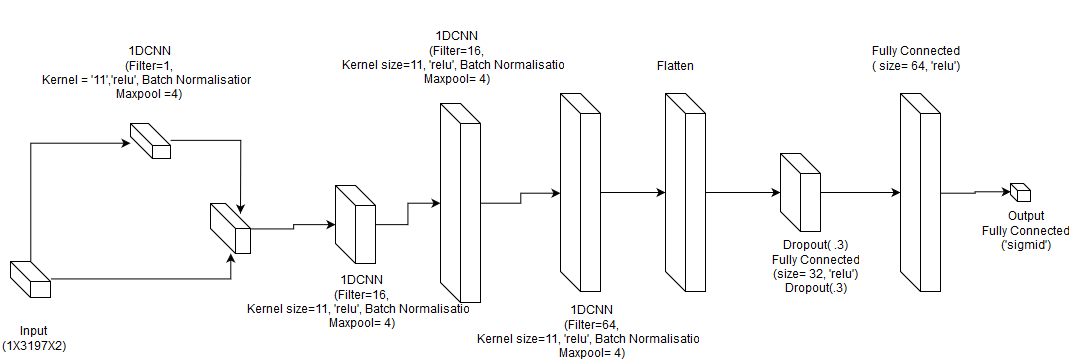 1DCNN
(Filter=1,
Kernel = '11','relu', Batch Normalisatior
Maxpool =4)
1DCNN
(Filter=16,
Kernel size=11, 'relu', Batch Normalisatio
Maxpool= 4)
Flatten
Fully Connected
( size= 64, 'relu')
Input
(1X3197X2)
1DCNN
(Filter=16,
Kernel size=11, 'relu', Batch Normalisatio
Maxpool= 4)
1DCNN
(Filter=64,
Kernel size=11, 'relu', Batch Normalisatio
Maxpool= 4)
Dropout( .3)
Fully Connected
(size= 32, 'relu')
Dropout(.3)
Output
Fully Connected
('sigmid')